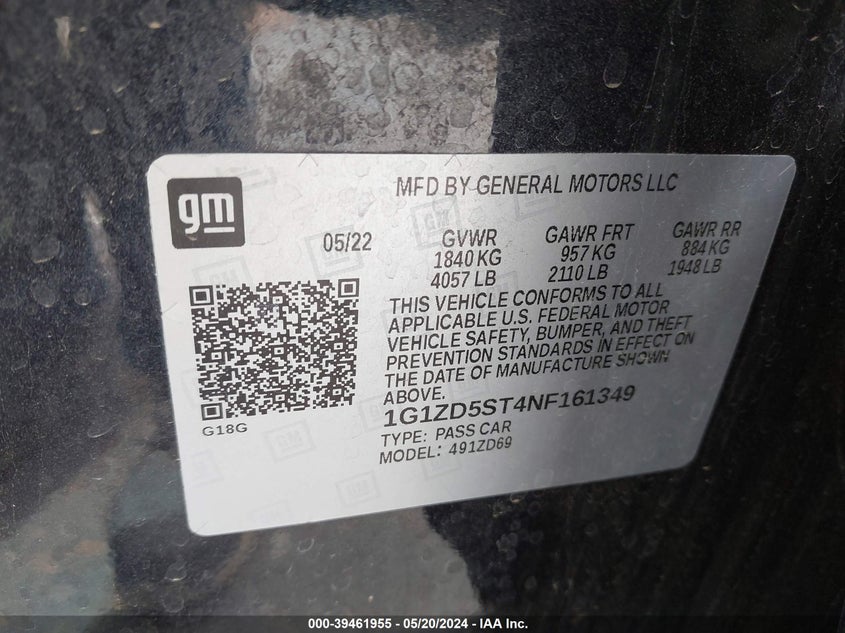 gm
MFD BY GENERAL MOTORS LLC
05/22
GVWR
1840 KG
4057 LB
GAWR FRT
957 KG
2110 LB
GAWR RR
884 KG
1948 LB
THIS VEHICLE CONFORMS TO ALL
APPLICABLE U.S. FEDERAL MOTOR
VEHICLE SAFETY, BUMPER, AND THEFT
PREVENTION STANDARDS IN EFFECT ON
THE DATE OF MANUFACTURE SHOWN
ABOVE.
1G1ZD5ST4NF161349
TYPE: PASS CAR
MODEL: 491ZD69
G18G
000-39461955 - 05/20/2024 - IAA Inc.